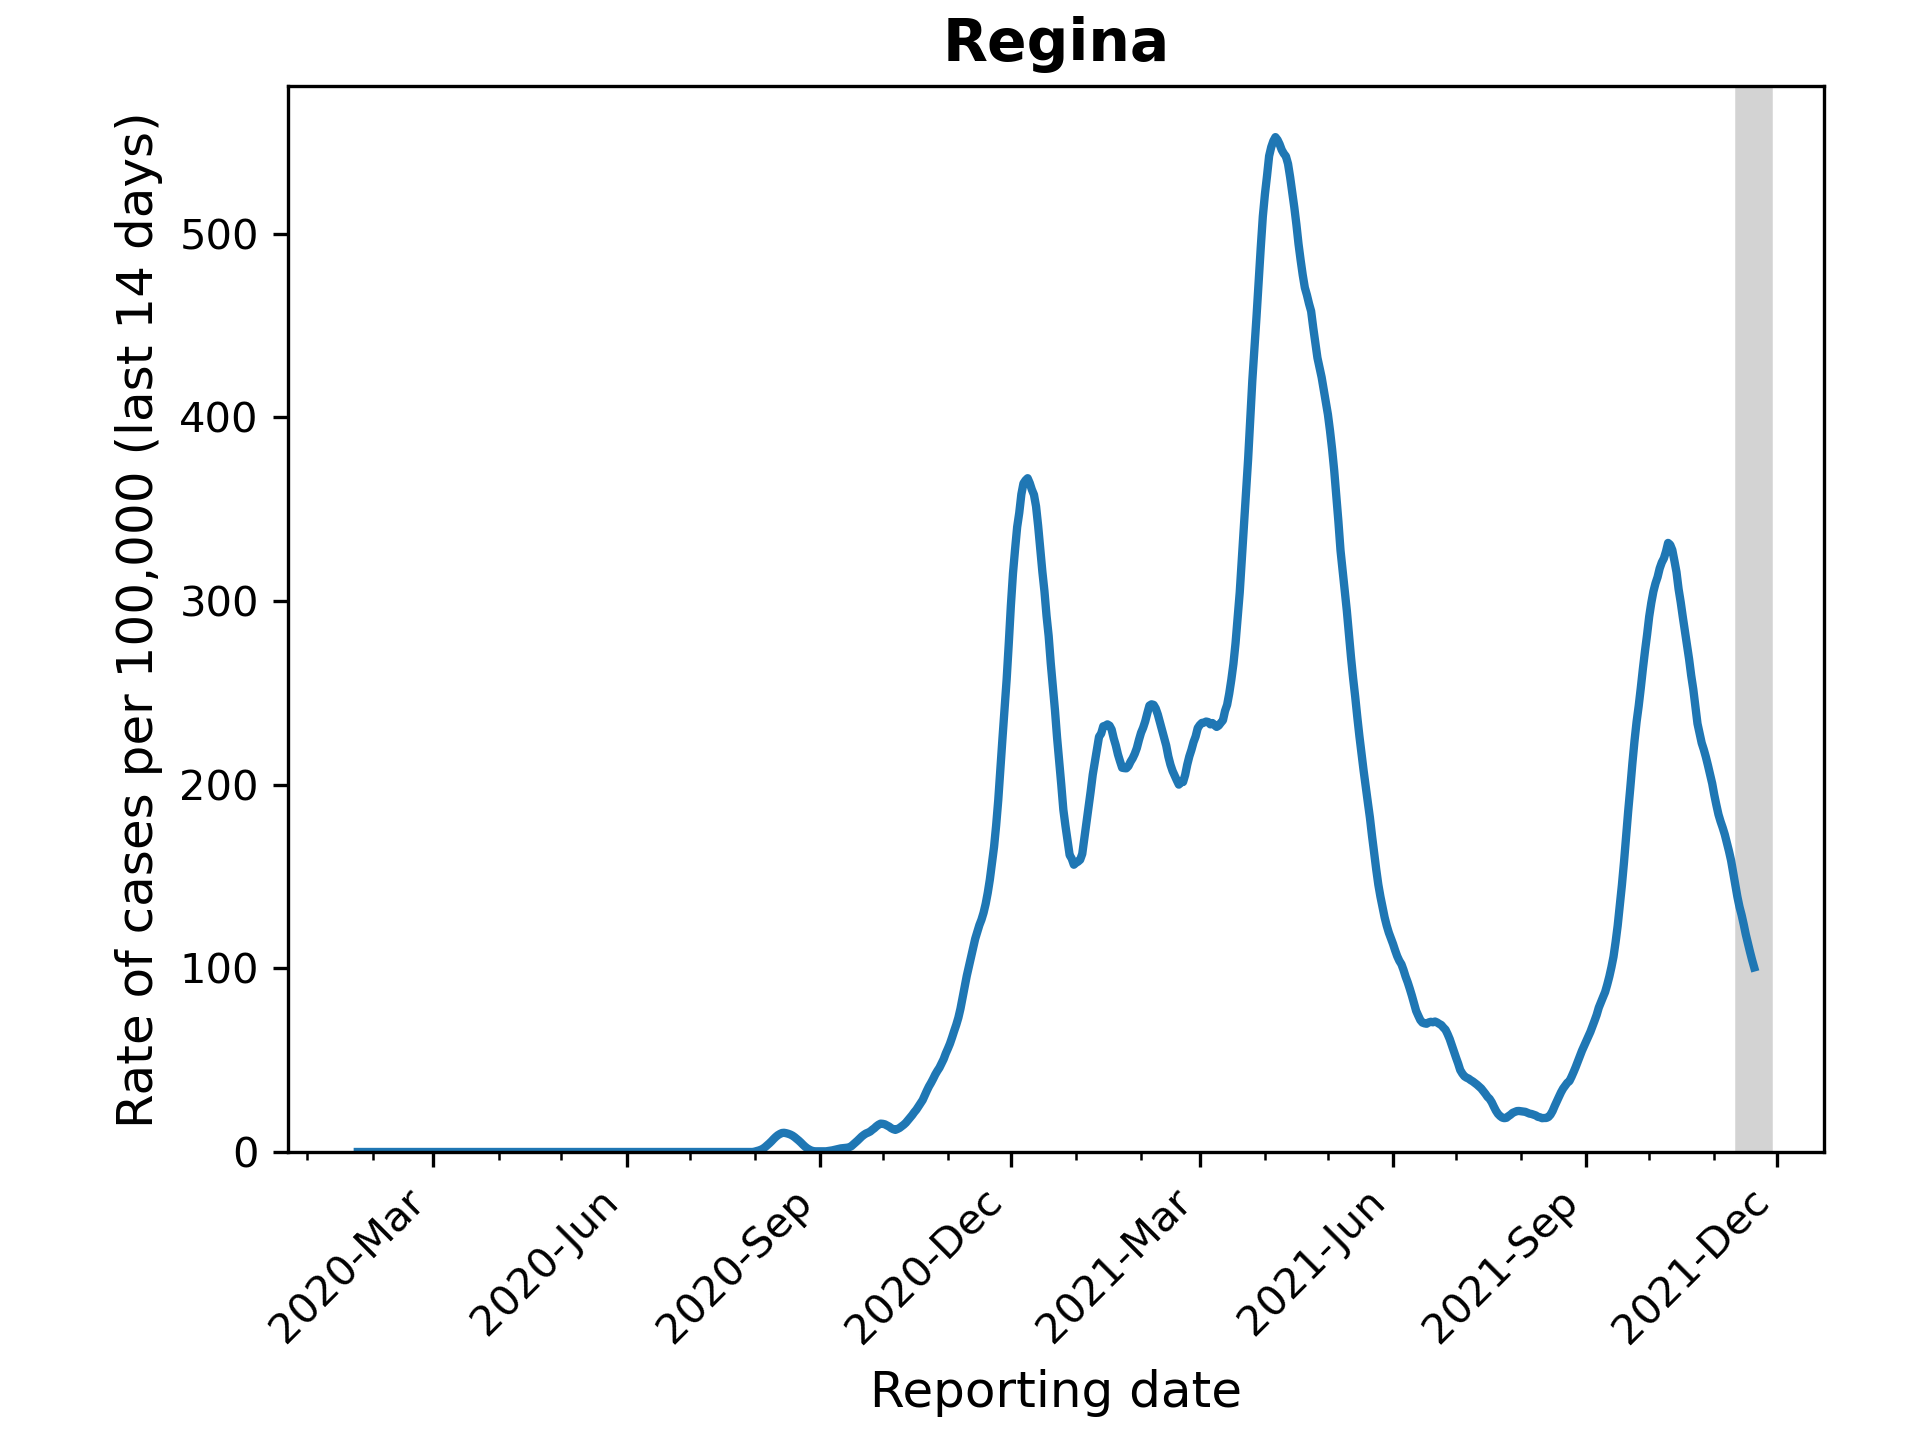 Regina
Rate of cases per 100,000 (last 14 days)
500
400
300
200
100
0
2020-Mar
2020-Jun
2020-Sep
2020-Dec
2021-Mar
2021-Jun
2021-Sep
2021-Dec
Reporting date